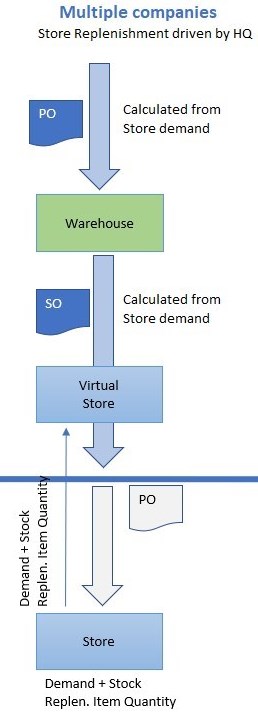 Multiple companies
Store Replenishment driven by HQ
PO
Calculated from
Store demand
Warehouse
SO
Calculated from
Store demand
Virtual
Store
Demand + Stock
Replen. Item Quantity
PO
Store
Demand + Stock
Replen. Item Quantity